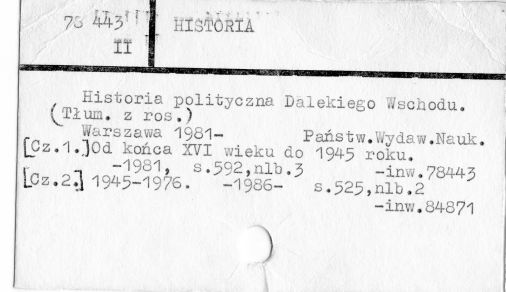 78 443 HISTORIA
II
Historia polityczna Dalekiego Wschodu.
(Tłum. z ros.)
Warszawa 1981- Państw.Wydaw.Nauk.
[Cz.1.]Od końca XVI wieku do 1945 roku.
-1981, s.592,nlb.3 -inw.78443
[Cz.2.] 1945-1976. -1986- s.525,nlb.2
-inw.84871